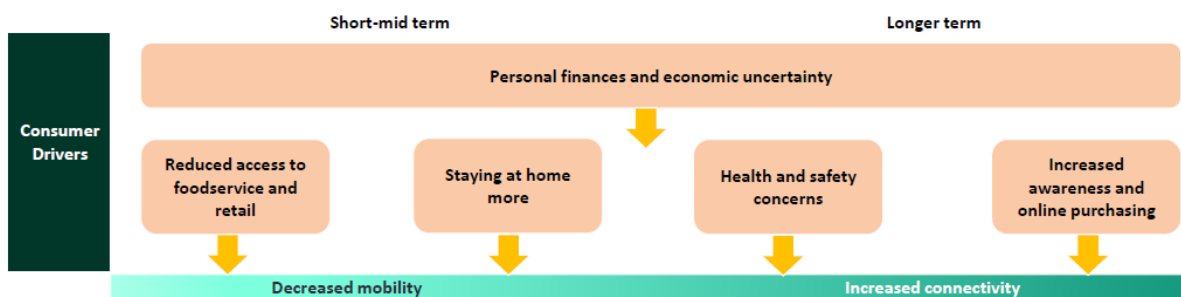 Short-mid term
Longer term
Personal finances and economic uncertainty
Consumer
Drivers
Reduced access to
foodservice and
retail
Staying at home
more
Health and safety
concerns
Increased
awareness and
online purchasing
Decreased mobility
Increased connectivity